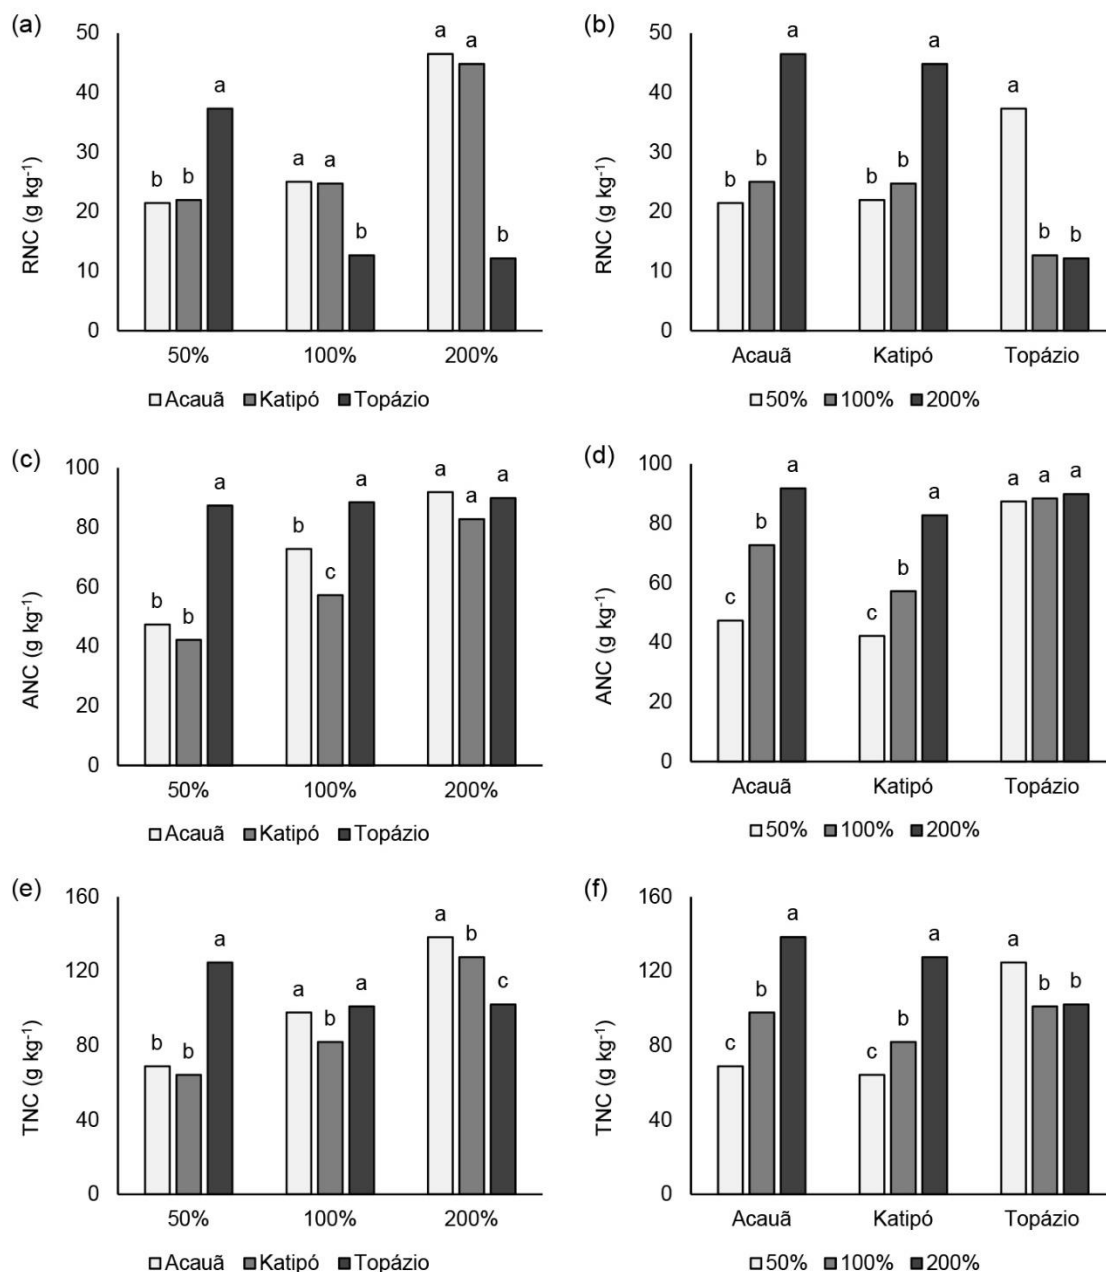 (a)
50
40
30
20
10
0
RNC (g kg⁻¹)
b b a
a a b
a a b
50% 100% 200%
Acauã Katipó Topázio
(b)
50
40
30
20
10
0
RNC (g kg⁻¹)
b b a
b b a
a b b
Acauã Katipó Topázio
50% 100% 200%
(c)
100
80
60
40
20
0
ANC (g kg⁻¹)
b b a
b c a
a a a
50% 100% 200%
Acauã Katipó Topázio
(d)
100
80
60
40
20
0
ANC (g kg⁻¹)
c b a
c b a
a a a
Acauã Katipó Topázio
50% 100% 200%
(e)
160
120
80
40
0
TNC (g kg⁻¹)
b b a
a b a
a b c
50% 100% 200%
Acauã Katipó Topázio
(f)
160
120
80
40
0
TNC (g kg⁻¹)
c b a
c b a
a b b
Acauã Katipó Topázio
50% 100% 200%